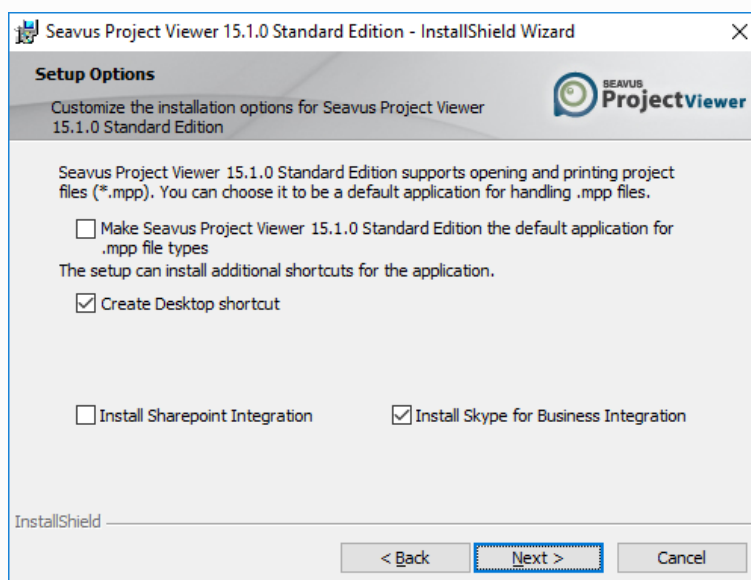 Seavus Project Viewer 15.1.0 Standard Edition - InstallShield Wizard
Setup Options
Customize the installation options for Seavus Project Viewer
15.1.0 Standard Edition
SEAVUS
ProjectViewer
Seavus Project Viewer 15.1.0 Standard Edition supports opening and printing project
files (*.mpp). You can choose it to be a default application for handling .mpp files.
Make Seavus Project Viewer 15.1.0 Standard Edition the default application for
.mpp file types
The setup can install additional shortcuts for the application.
Create Desktop shortcut
Install Sharepoint Integration Install Skype for Business Integration
InstallShield
< Back Next > Cancel